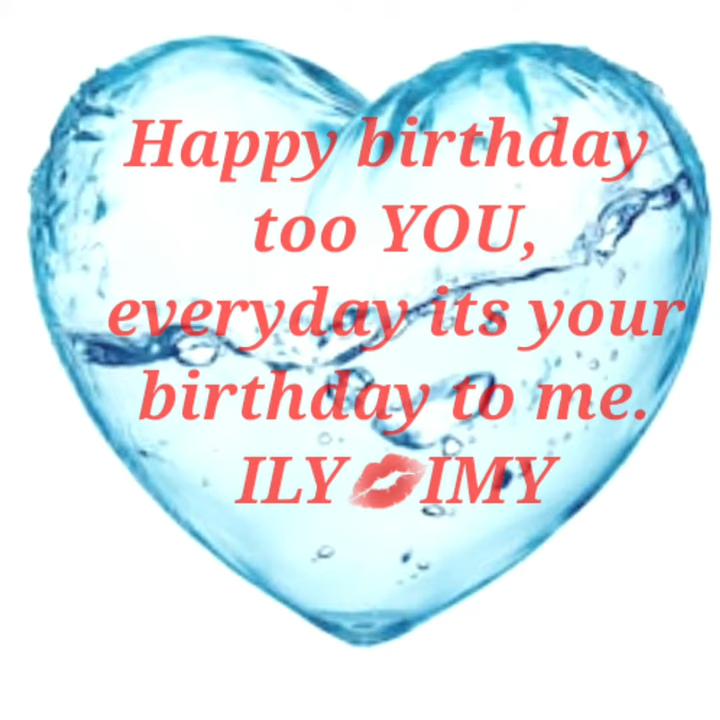 Happy birthday
too YOU,
everyday its your
birthday to me.
ILY💋IMY